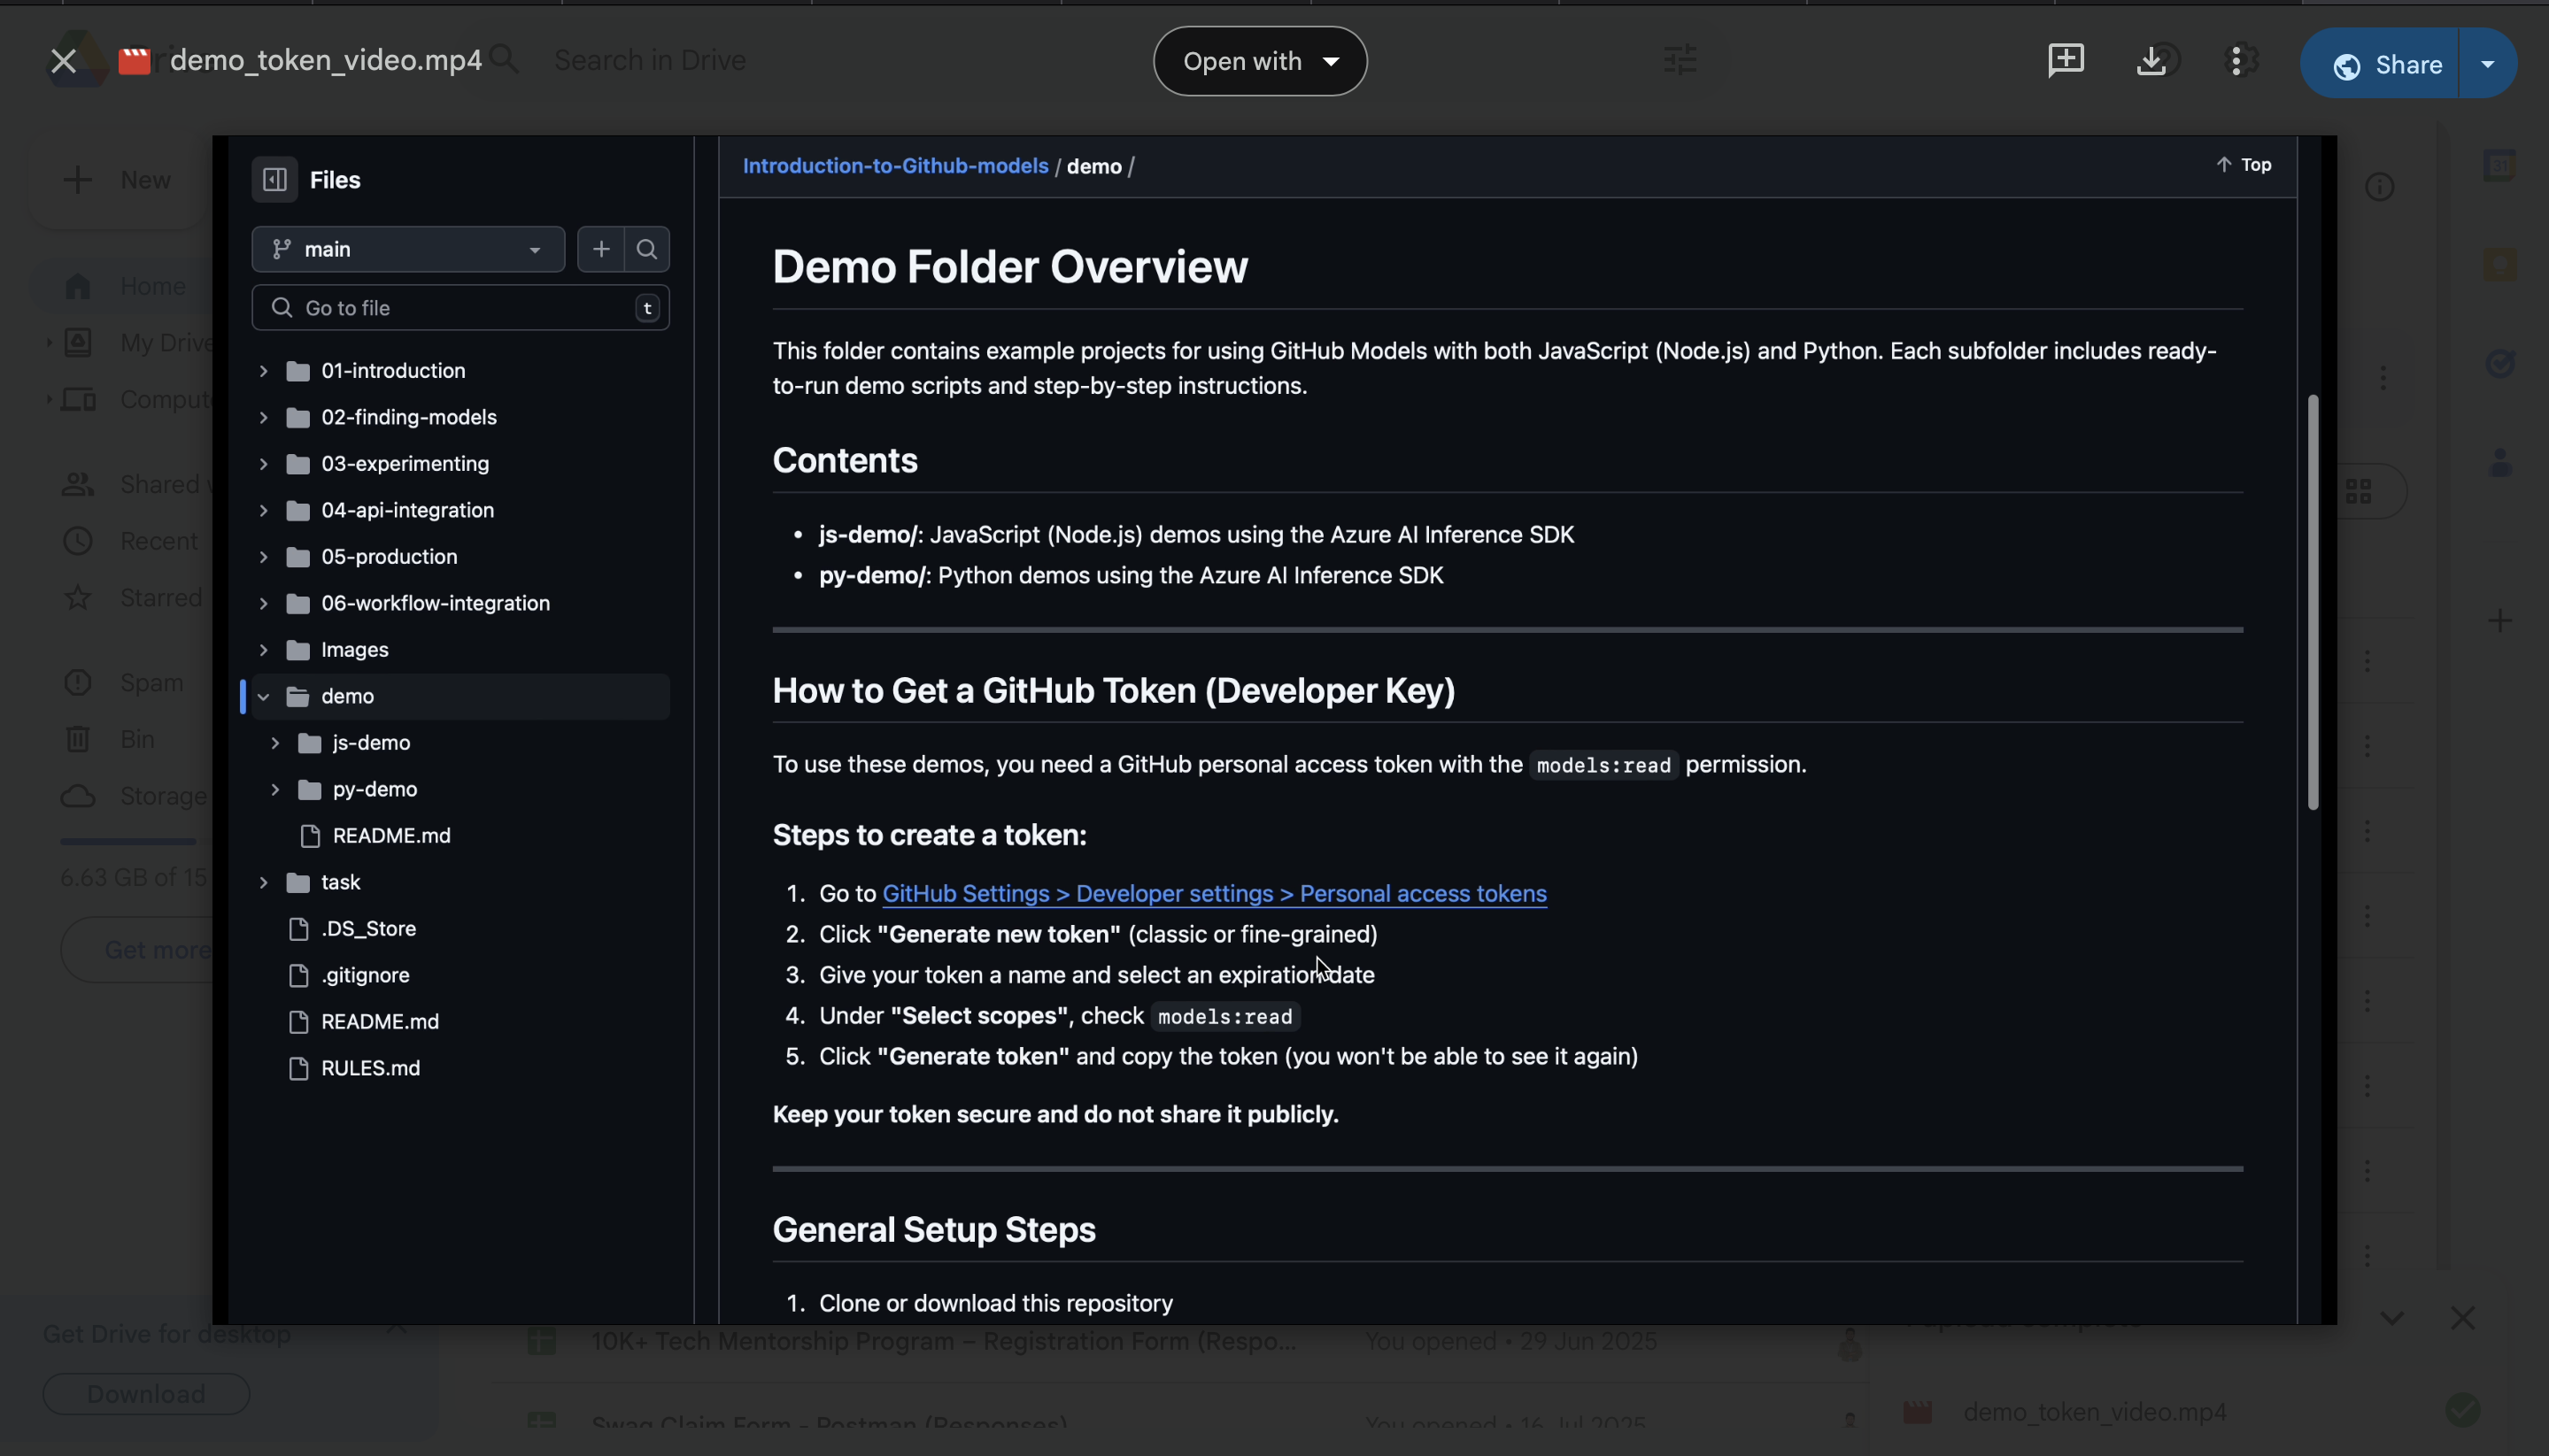 demo_token_video.mp4
Search in Drive
Open with
Share
New
Home
My Drive
Shared
Recent
Starred
Spam
Bin
Storage
6.63 GB of 15
Get more
Get Drive for desktop
Download
Files
main
Go to file
t
01-introduction
02-finding-models
03-experimenting
04-api-integration
05-production
06-workflow-integration
Images
demo
js-demo
py-demo
README.md
task
.DS_Store
.gitignore
README.md
RULES.md
Introduction-to-Github-models / demo /
Top
Demo Folder Overview
This folder contains example projects for using GitHub Models with both JavaScript (Node.js) and Python. Each subfolder includes ready-
to-run demo scripts and step-by-step instructions.
Contents
• js-demo/: JavaScript (Node.js) demos using the Azure AI Inference SDK
• py-demo/: Python demos using the Azure AI Inference SDK
How to Get a GitHub Token (Developer Key)
To use these demos, you need a GitHub personal access token with the models:read permission.
Steps to create a token:
1. Go to GitHub Settings > Developer settings > Personal access tokens
2. Click "Generate new token" (classic or fine-grained)
3. Give your token a name and select an expiration date
4. Under "Select scopes", check models:read
5. Click "Generate token" and copy the token (you won't be able to see it again)
Keep your token secure and do not share it publicly.
General Setup Steps
1. Clone or download this repository
10K+ Tech Mentorship Program – Registration Form (Respo...
You opened • 29 Jun 2025
Swag Claim Form - Postman (Responses)
You opened • 16 Jul 2025
demo_token_video.mp4
31